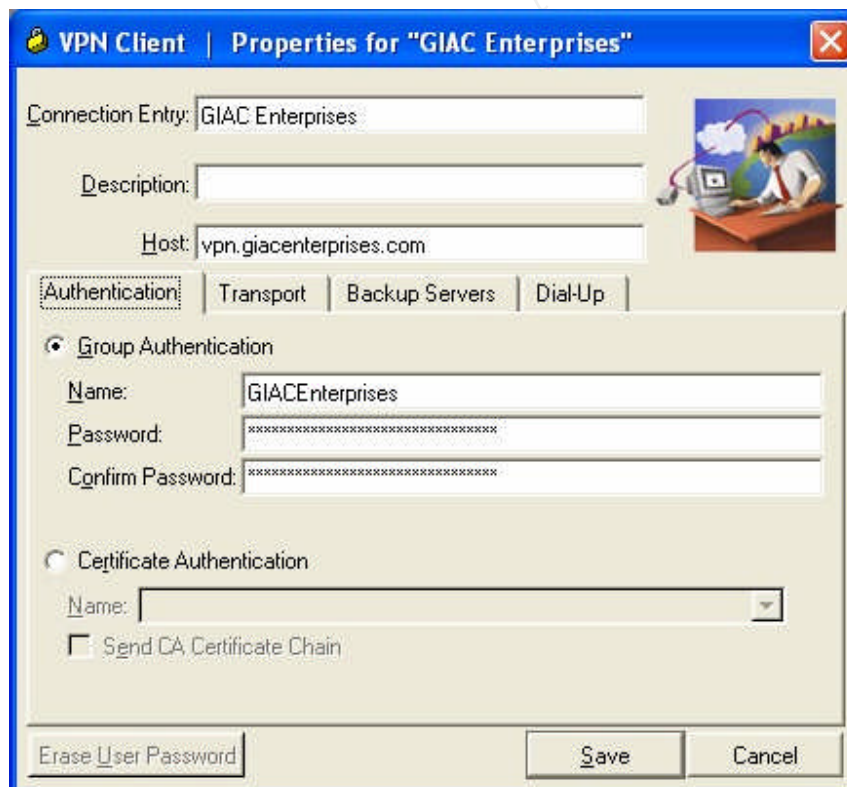 VPN Client | Properties for "GIAC Enterprises"
Connection Entry: GIAC Enterprises
Description:
Host: vpn.giacenterprises.com
Authentication Transport Backup Servers Dial-Up
Group Authentication
Name: GIACEnterprises
Password: ********************************
Confirm Password: ********************************
Certificate Authentication
Name:
Send CA Certificate Chain
Erase User Password Save Cancel